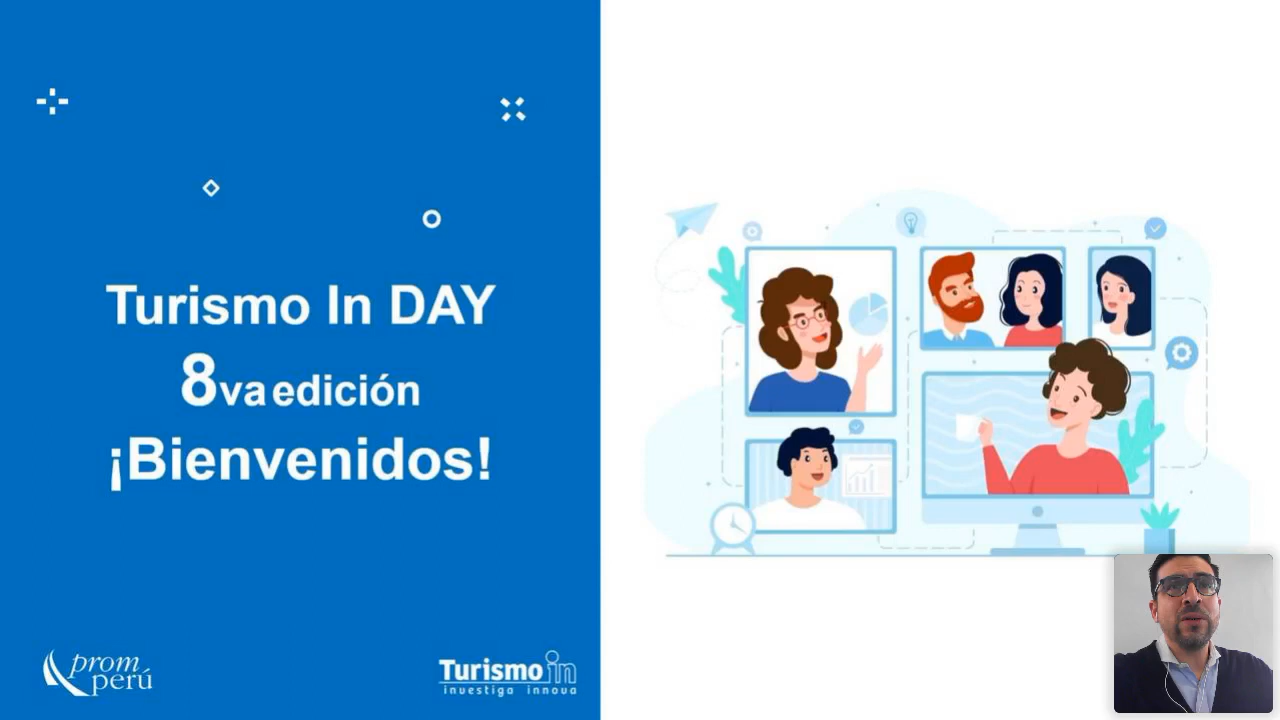 Turismo In DAY
8va edición
¡Bienvenidos!
prom
perú
Turismo in
investiga innova